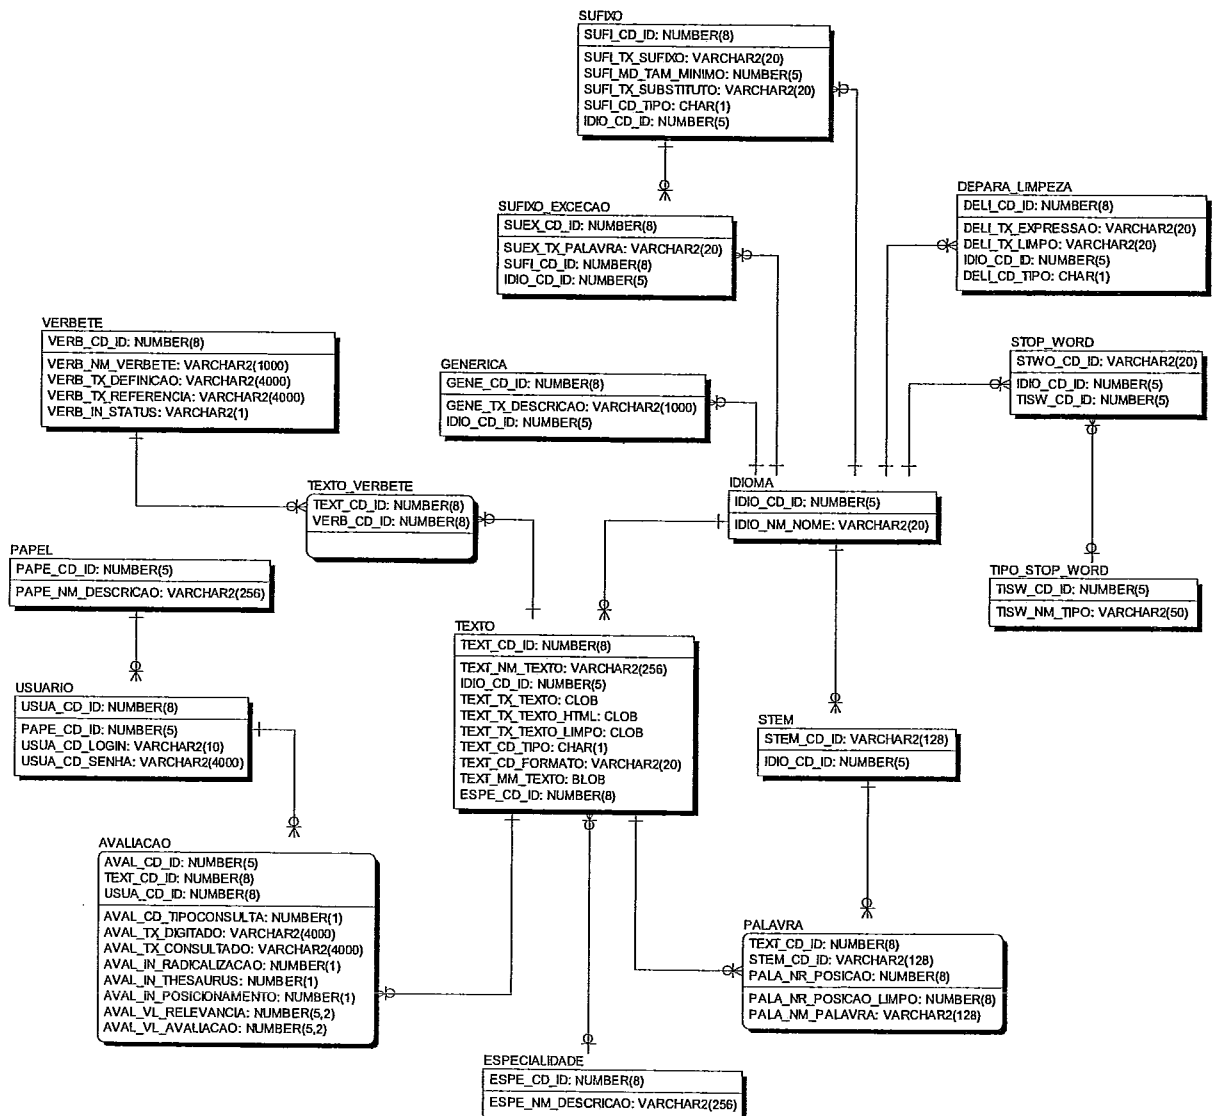 SUFIXO
SUFI_CD_ID: NUMBER(8)
SUFI_TX_SUFIXO: VARCHAR2(20)
SUFI_MD_TAM_MINIMO: NUMBER(5)
SUFI_TX_SUBSTITUTO: VARCHAR2(20)
SUFI_CD_TIPO: CHAR(1)
IDIO_CD_ID: NUMBER(5)
SUFIXO_EXCECAO
SUEX_CD_ID: NUMBER(8)
SUEX_TX_PALAVRA: VARCHAR2(20)
SUFI_CD_ID: NUMBER(8)
IDIO_CD_ID: NUMBER(5)
DEPARA_LIMPEZA
DELI_CD_ID: NUMBER(8)
DELI_TX_EXPRESSAO: VARCHAR2(20)
DELI_TX_LIMPO: VARCHAR2(20)
IDIO_CD_ID: NUMBER(5)
DELI_CD_TIPO: CHAR(1)
VERBETE
VERB_CD_ID: NUMBER(8)
VERB_NM_VERBETE: VARCHAR2(1000)
VERB_TX_DEFINICAO: VARCHAR2(4000)
VERB_TX_REFERENCIA: VARCHAR2(4000)
VERB_IN_STATUS: VARCHAR2(1)
GENERICA
GENE_CD_ID: NUMBER(8)
GENE_TX_DESCRICAO: VARCHAR2(1000)
IDIO_CD_ID: NUMBER(5)
STOP_WORD
STWO_CD_ID: VARCHAR2(20)
IDIO_CD_ID: NUMBER(5)
TISW_CD_ID: NUMBER(5)
TEXTO_VERBETE
TEXT_CD_ID: NUMBER(8)
VERB_CD_ID: NUMBER(8)
IDIOMA
IDIO_CD_ID: NUMBER(5)
IDIO_NM_NOME: VARCHAR2(20)
PAPEL
PAPE_CD_ID: NUMBER(5)
PAPE_NM_DESCRICAO: VARCHAR2(256)
TIPO_STOP_WORD
TISW_CD_ID: NUMBER(5)
TISW_NM_TIPO: VARCHAR2(50)
TEXTO
TEXT_CD_ID: NUMBER(8)
TEXT_NM_TEXTO: VARCHAR2(256)
IDIO_CD_ID: NUMBER(5)
TEXT_TX_TEXTO: CLOB
TEXT_TX_TEXTO_HTML: CLOB
TEXT_TX_TEXTO_LIMPO: CLOB
TEXT_CD_TIPO: CHAR(1)
TEXT_CD_FORMATO: VARCHAR2(20)
TEXT_MM_TEXTO: BLOB
ESPE_CD_ID: NUMBER(8)
USUARIO
USUA_CD_ID: NUMBER(8)
PAPE_CD_ID: NUMBER(5)
USUA_CD_LOGIN: VARCHAR2(10)
USUA_CD_SENHA: VARCHAR2(4000)
STEM
STEM_CD_ID: VARCHAR2(128)
IDIO_CD_ID: NUMBER(5)
AVALIACAO
AVAL_CD_ID: NUMBER(5)
TEXT_CD_ID: NUMBER(8)
USUA_CD_ID: NUMBER(8)
AVAL_CD_TIPOCONSULTA: NUMBER(1)
AVAL_TX_DIGITADO: VARCHAR2(4000)
AVAL_TX_CONSULTADO: VARCHAR2(4000)
AVAL_IN_RADICALIZACAO: NUMBER(1)
AVAL_IN_THESAURUS: NUMBER(1)
AVAL_IN_POSICIONAMENTO: NUMBER(1)
AVAL_VL_RELEVANCIA: NUMBER(5,2)
AVAL_VL_AVALIACAO: NUMBER(5,2)
PALAVRA
TEXT_CD_ID: NUMBER(8)
STEM_CD_ID: VARCHAR2(128)
PALA_NR_POSICAO: NUMBER(8)
PALA_NR_POSICAO_LIMPO: NUMBER(8)
PALA_NM_PALAVRA: VARCHAR2(128)
ESPECIALIDADE
ESPE_CD_ID: NUMBER(8)
ESPE_NM_DESCRICAO: VARCHAR2(256)